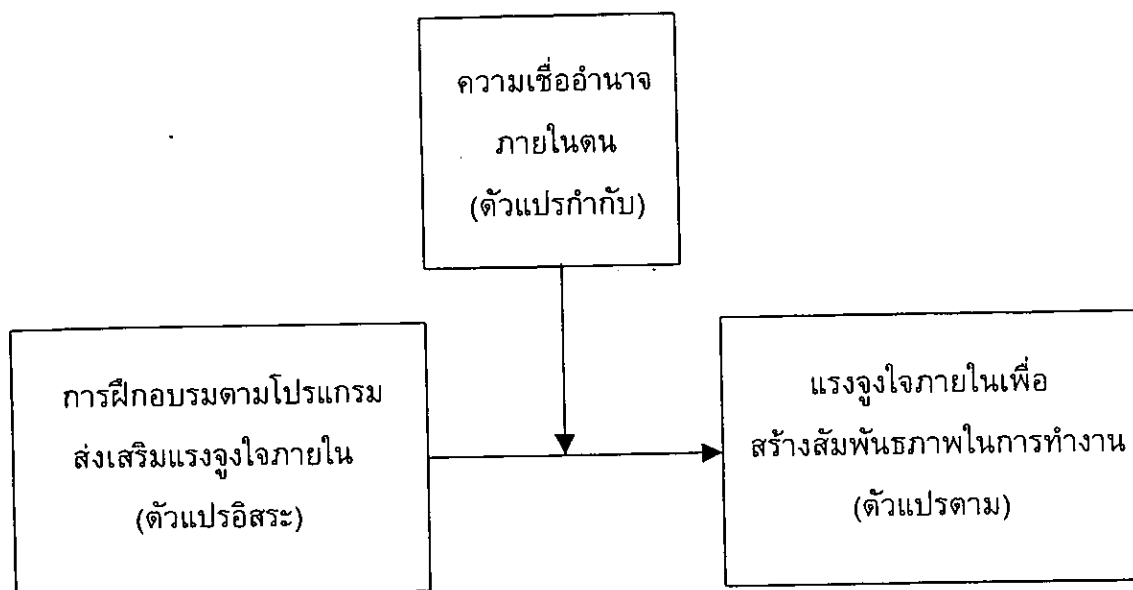 ความเชื่ออำนาจ
ภายในตน
(ตัวแปรกำกับ)
การฝึกอบรมตามโปรแกรม
ส่งเสริมแรงจูงใจภายใน
(ตัวแปรอิสระ)
แรงจูงใจภายในเพื่อ
สร้างสัมพันธภาพในการทำงาน
(ตัวแปรตาม)